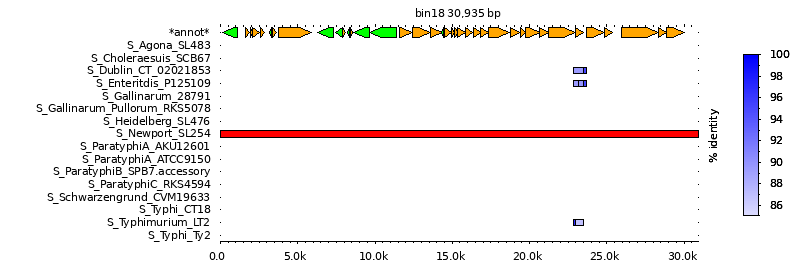 bin18 30,935 bp
*annot*
S_Agona_SL483
S_Choleraesuis_SCB67
S_Dublin_CT_02021853
S_Enteritdis_P125109
S_Gallinarum_28791
S_Gallinarum_Pullorum_RKS5078
S_Heidelberg_SL476
S_Newport_SL254
S_ParatyphiA_AKU12601
S_ParatyphiA_ATCC9150
S_ParatyphiB_SPB7.accessory
S_ParatyphiC_RKS4594
S_Schwarzengrund_CVM19633
S_Typhi_CT18
S_Typhimurium_LT2
S_Typhi_Ty2
0.0 5.0k 10.0k 15.0k 20.0k 25.0k 30.0k
% identity
100
98
96
94
92
90
88
86